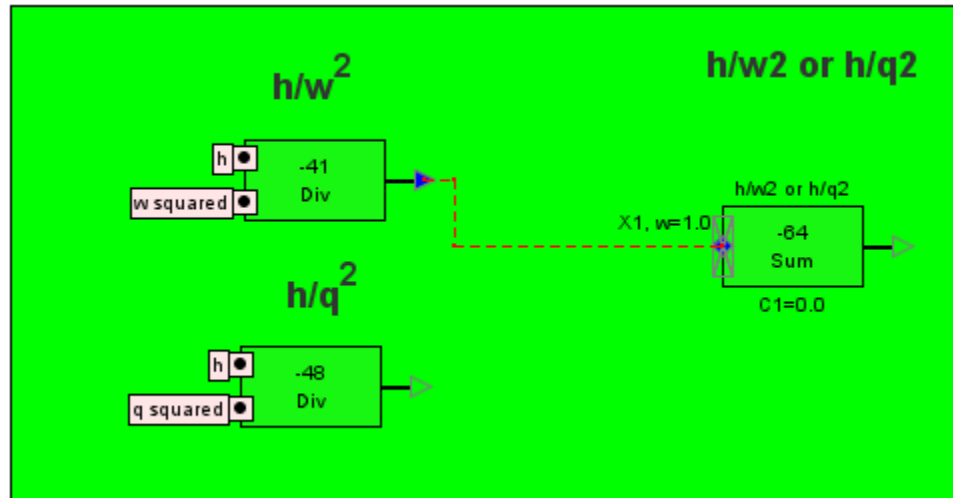 h/w2
h/w2 or h/q2
h
-41
Div
w squared
h/w2 or h/q2
X1, w=1.0
-64
Sum
C1=0.0
h/q2
h
-48
Div
q squared